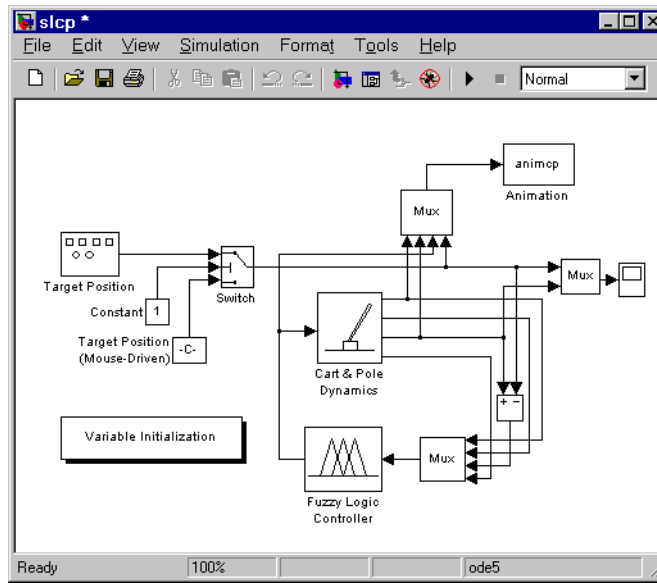 slcp *
File Edit View Simulation Format Tools Help
Normal
animcp
Animation
Mux
Target Position
Switch
Mux
Constant
1
Target Position
(Mouse-Driven)
-C-
Cart & Pole
Dynamics
+ -
Variable Initialization
Mux
Fuzzy Logic
Controller
Ready 100% ode5